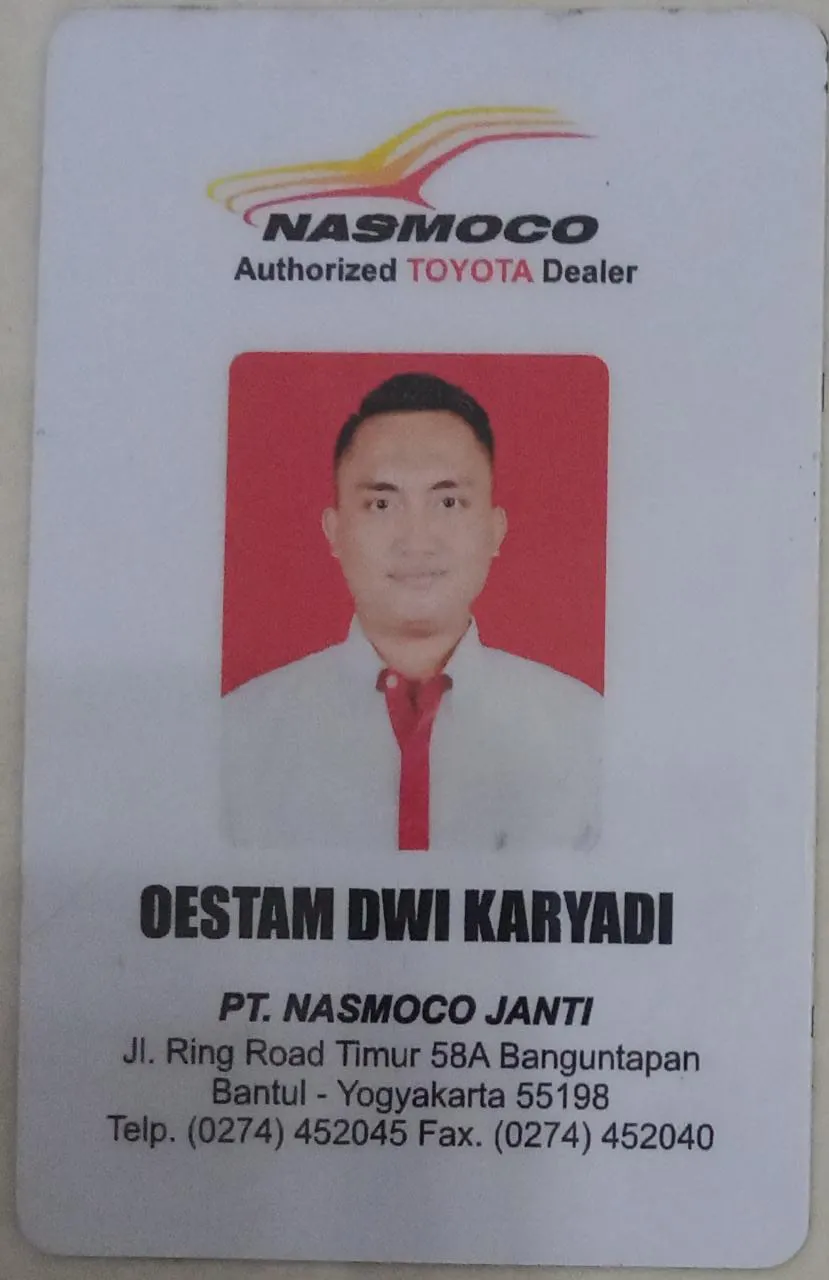 NASMOCO
Authorized TOYOTA Dealer
OESTAM DWI KARYADI
PT. NASMOCO JANTI
Jl. Ring Road Timur 58A Banguntapan
Bantul - Yogyakarta 55198
Telp. (0274) 452045 Fax. (0274) 452040